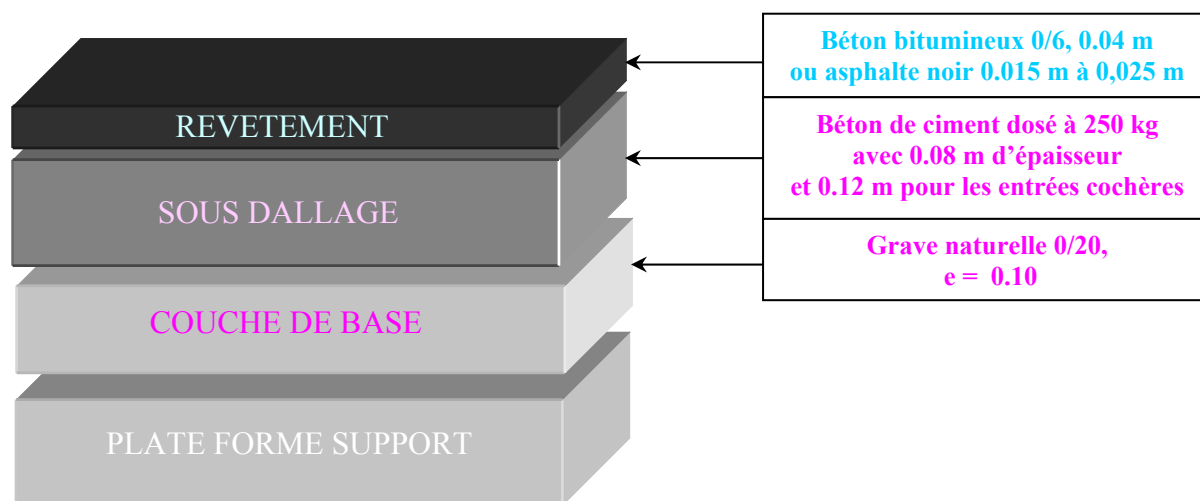 Béton bitumineux 0/6, 0.04 m
ou asphalte noir 0.015 m à 0,025 m
REVETEMENT
Béton de ciment dosé à 250 kg
avec 0.08 m d'épaisseur
et 0.12 m pour les entrées cochères
SOUS DALLAGE
Grave naturelle 0/20,
e = 0.10
COUCHE DE BASE
PLATE FORME SUPPORT